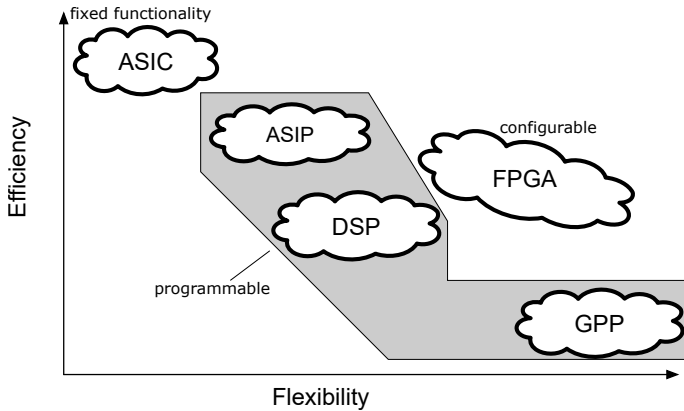 fixed functionality
ASIC
ASIP
configurable
FPGA
DSP
programmable
GPP
Efficiency
Flexibility